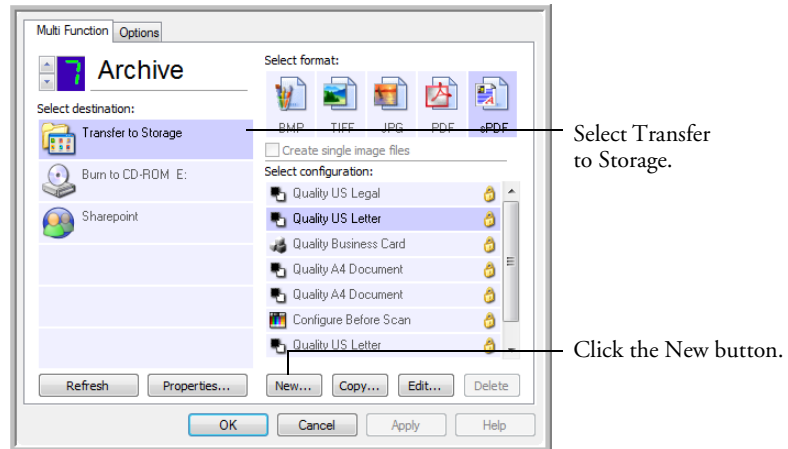 Multi Function
Options
7
Archive
Select destination:
Transfer to Storage
Burn to CD-ROM E:
Sharepoint
Refresh
Properties...
Select format:
BMP
TIFF
JPG
PDF
sPDF
Create single image files
Select configuration:
Quality US Legal
Quality US Letter
Quality Business Card
Quality A4 Document
Quality A4 Document
Configure Before Scan
Quality US Letter
New...
Copy...
Edit...
Delete
OK
Cancel
Apply
Help
Select Transfer
to Storage.
Click the New button.